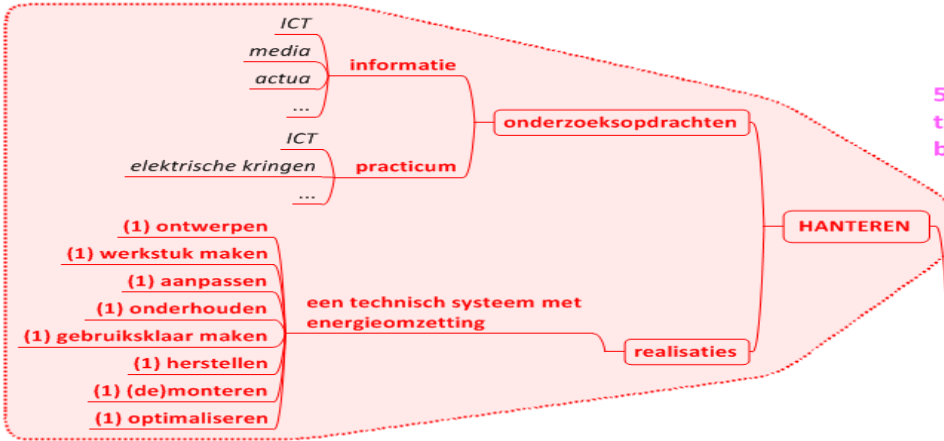 ICT
media
actua
...
informatie
ICT
elektrische kringen
...
practicum
onderzoeksopdrachten
(1) ontwerpen
(1) werkstuk maken
(1) aanpassen
(1) onderhouden
(1) gebruiksklaar maken
(1) herstellen
(1) (de)monteren
(1) optimaliseren
een technisch systeem met
energieomzetting
realisaties
HANTEREN
5
t
b